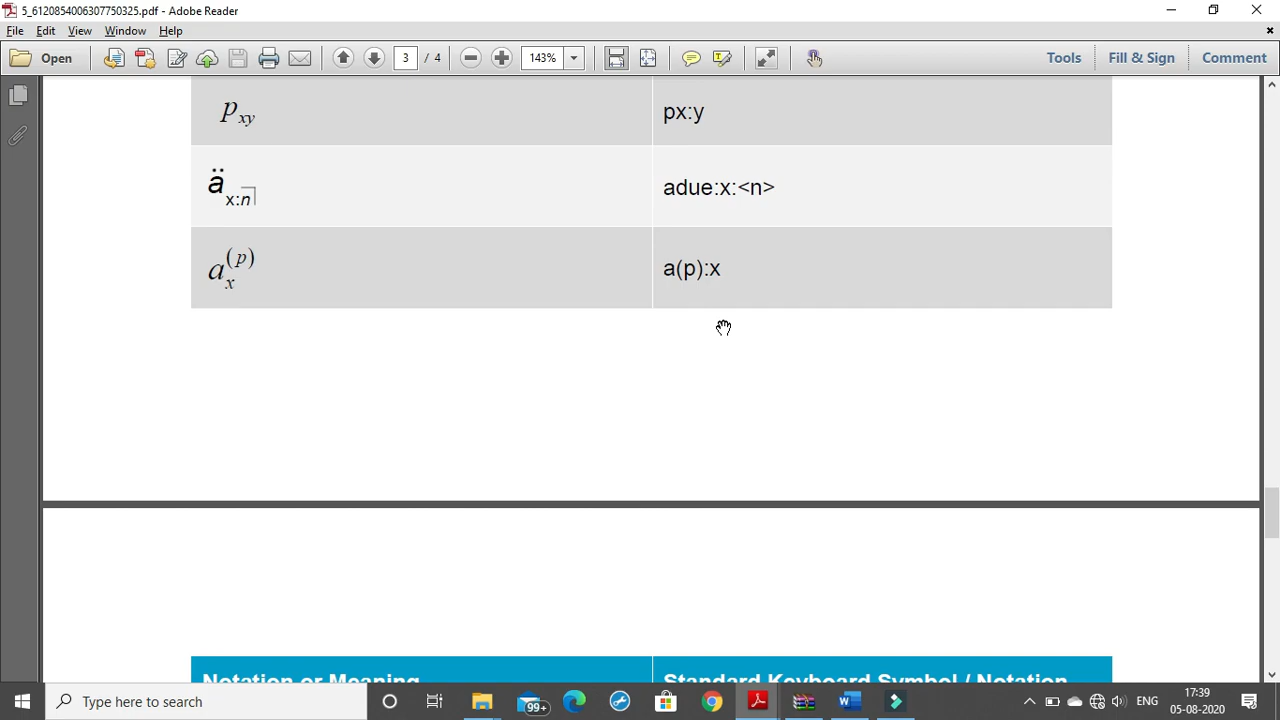 5_6120854006307750325.pdf - Adobe Reader
File Edit View Window Help
Open 3 / 4 143% Tools Fill & Sign Comment
p_xy px:y
ä_x:n̅| adue:x:<n>
a_x^(p) a(p):x
Notation or Meaning Standard Keyboard Symbol / Notation
Type here to search 99+ ENG 17:39
05-08-2020